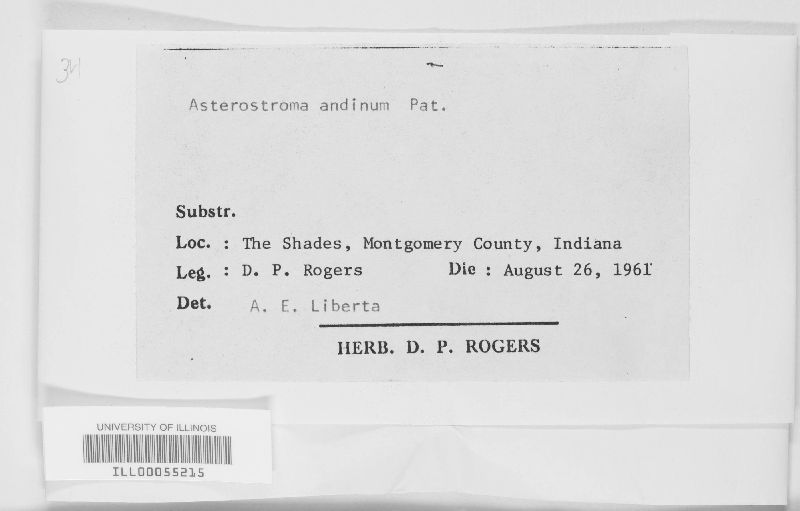 34
Asterostroma andinum Pat.
Substr.
Loc. : The Shades, Montgomery County, Indiana
Leg. : D. P. Rogers Die : August 26, 1961
Det. A. E. Liberta
HERB. D. P. ROGERS
UNIVERSITY OF ILLINOIS
ILL00055215